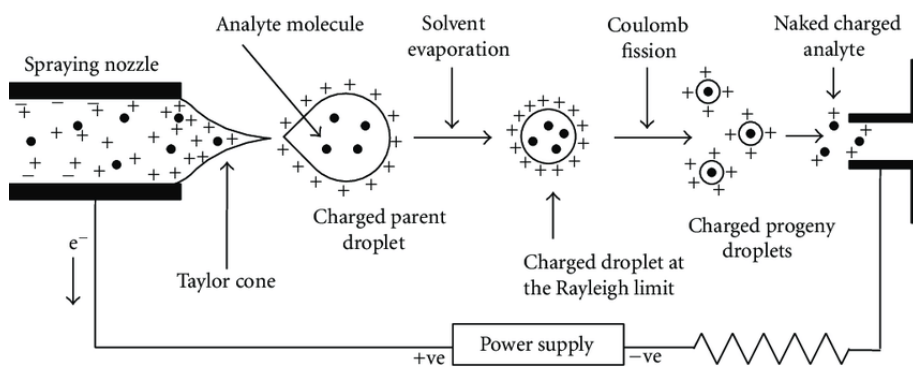 Analyte molecule
Solvent
evaporation
Coulomb
fission
Naked charged
analyte
Spraying nozzle
Charged parent
droplet
Charged progeny
droplets
e−
Taylor cone
Charged droplet at
the Rayleigh limit
+ve
Power supply
−ve